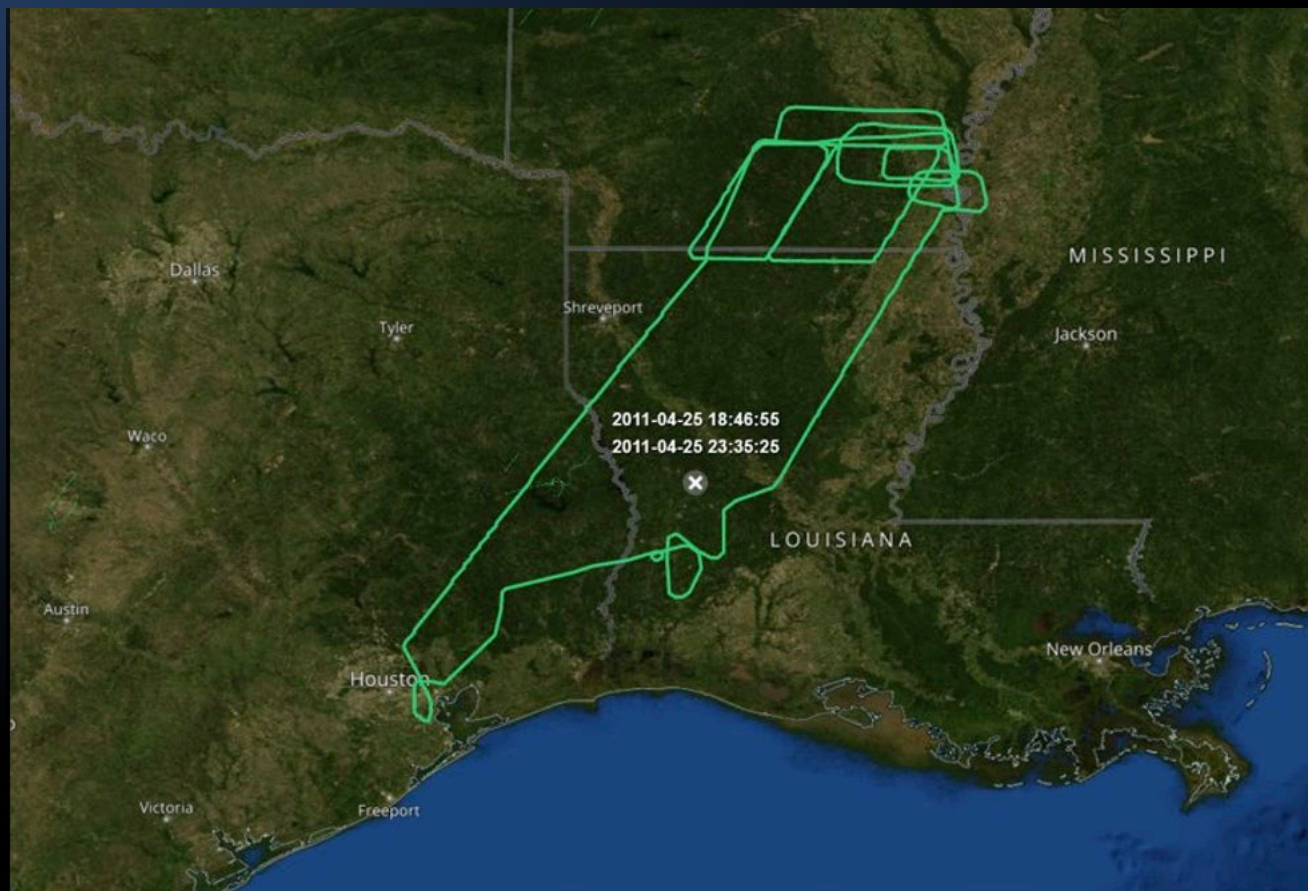 MISSISSIPPI
Dallas
Shreveport
Tyler
Jackson
2011-04-25 18:46:55
Waco
2011-04-25 23:35:25
LOUISIANA
Austin
New Orleans
Houston
Victoria
Freeport